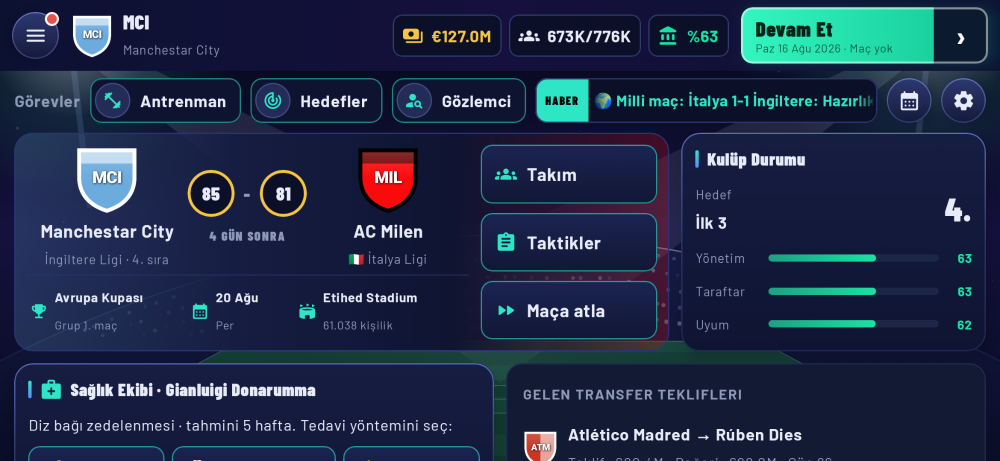 MCI
MCI
Manchestar City
€127.0M
673K/776K
%63
Devam Et
Paz 16 Ağu 2026 · Maç yok
›
Görevler
Antrenman
Hedefler
Gözlemci
HABER
Milli maç: İtalya 1-1 İngiltere: Hazırlık
MCI
85 - 81
MIL
Manchestar City
4 GÜN SONRA
AC Milen
İngiltere Ligi · 4. sıra
İtalya Ligi
Avrupa Kupası
Grup 1. maç
20 Ağu
Per
Etihed Stadium
61.038 kişilik
Takım
Taktikler
Maça atla
Kulüp Durumu
Hedef
İlk 3
4.
Yönetim 63
Taraftar 63
Uyum 62
Sağlık Ekibi · Gianluigi Donarumma
Diz bağı zedelenmesi · tahmini 5 hafta. Tedavi yöntemini seç:
GELEN TRANSFER TEKLİFLERİ
ATM
Atlético Madred → Rúben Dies